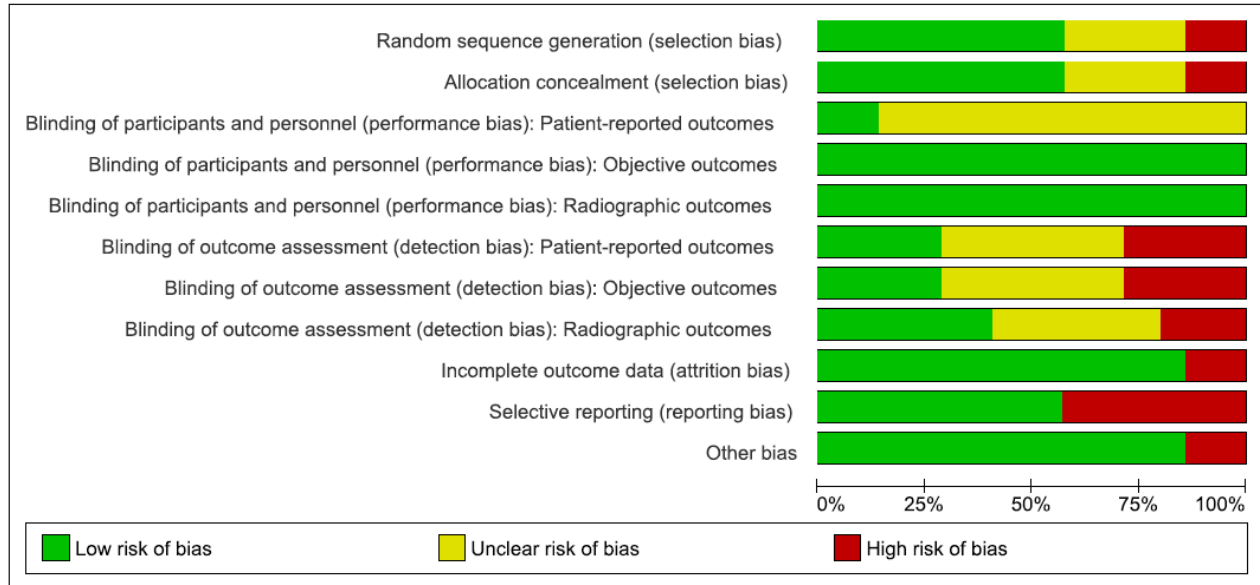 Random sequence generation (selection bias)
Allocation concealment (selection bias)
Blinding of participants and personnel (performance bias): Patient-reported outcomes
Blinding of participants and personnel (performance bias): Objective outcomes
Blinding of participants and personnel (performance bias): Radiographic outcomes
Blinding of outcome assessment (detection bias): Patient-reported outcomes
Blinding of outcome assessment (detection bias): Objective outcomes
Blinding of outcome assessment (detection bias): Radiographic outcomes
Incomplete outcome data (attrition bias)
Selective reporting (reporting bias)
Other bias
0% 25% 50% 75% 100%
Low risk of bias Unclear risk of bias High risk of bias